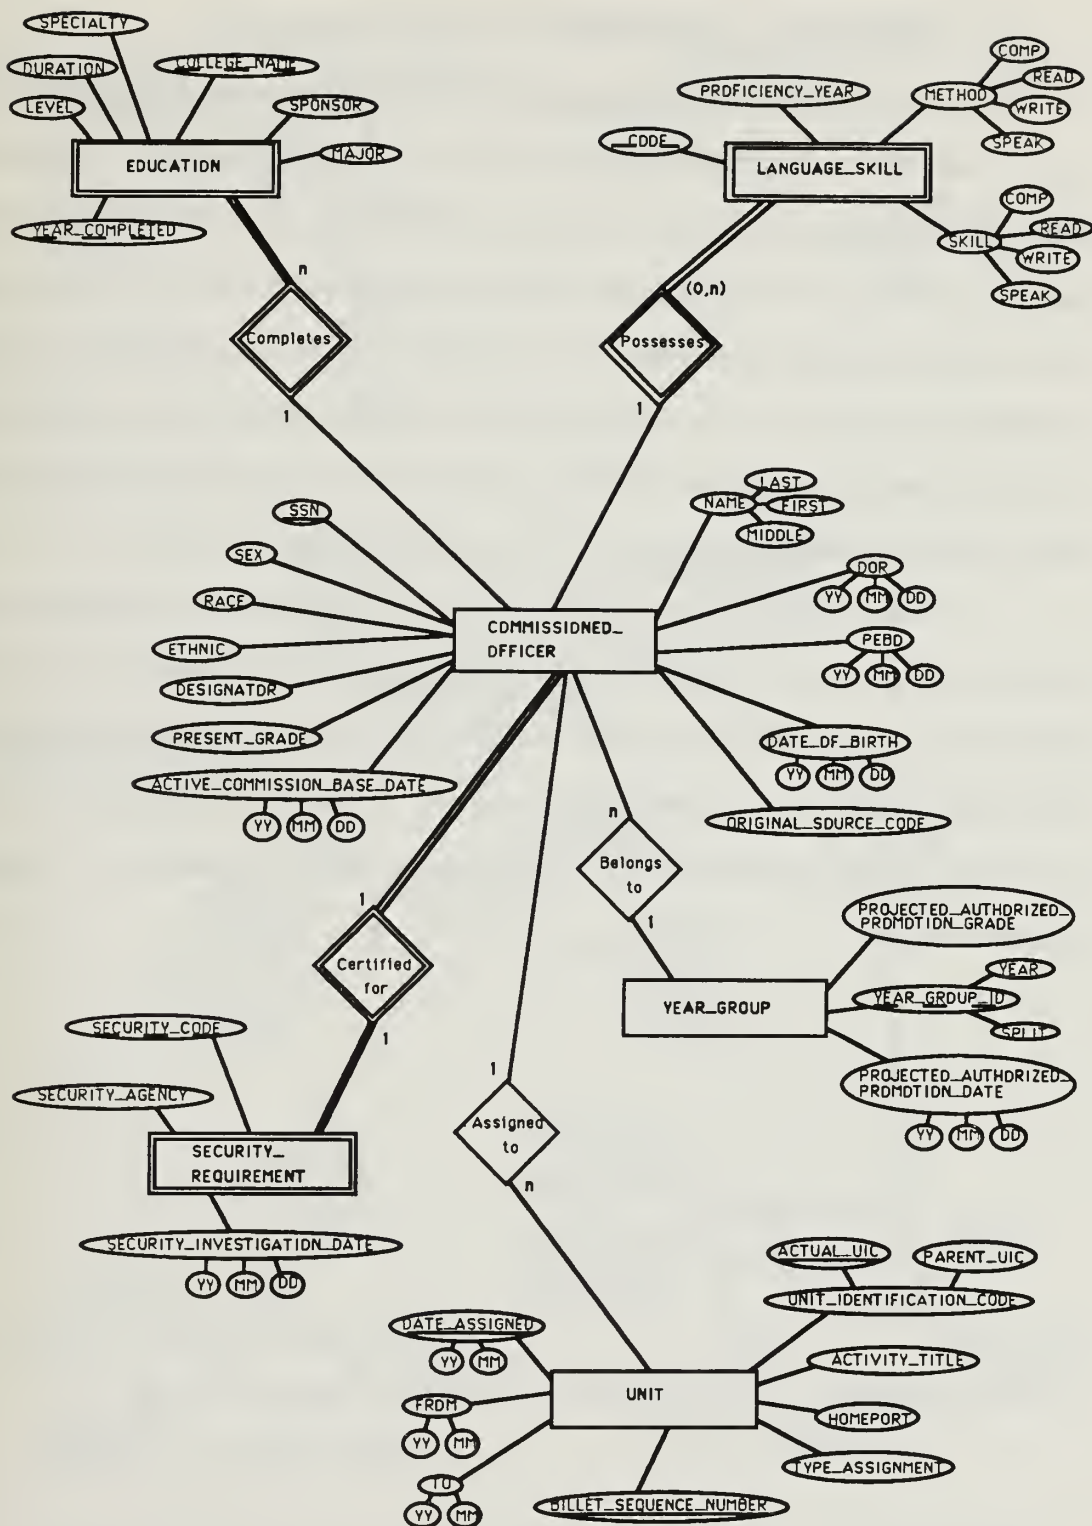 SPECIALTY
COLLEGE_NAME
DURATION
LEVEL
SPONSOR
MAJOR
EDUCATION
YEAR_COMPLETED
n
Completes
1
COMP
READ
METHOD
WRITE
SPEAK
PROFICIENCY_YEAR
CODE
LANGUAGE_SKILL
COMP
READ
SKILL
WRITE
SPEAK
(0,n)
Possesses
1
SSN
SEX
RACE
ETHNIC
DESIGNATOR
PRESENT_GRADE
ACTIVE_COMMISSION_BASE_DATE
YY MM DD
COMMISSIONED_
OFFICER
LAST
NAME
FIRST
MIDDLE
DOR
YY MM DD
PEBD
YY MM DD
DATE_OF_BIRTH
YY MM DD
ORIGINAL_SOURCE_CODE
n
Belongs
to
1
YEAR_GROUP
PROJECTED_AUTHORIZED_
PROMOTION_GRADE
YEAR
YEAR_GROUP_ID
SPLIT
PROJECTED_AUTHORIZED_
PROMOTION_DATE
YY MM DD
1
Certified
for
1
SECURITY_CODE
SECURITY_AGENCY
SECURITY_
REQUIREMENT
SECURITY_INVESTIGATION_DATE
YY MM DD
1
Assigned
to
n
ACTUAL_UIC
PARENT_UIC
UNIT_IDENTIFICATION_CODE
DATE_ASSIGNED
YY MM
ACTIVITY_TITLE
UNIT
FROM
YY MM
HOMEPORT
TYPE_ASSIGNMENT
TO
YY MM
BILLET_SEQUENCE_NUMBER